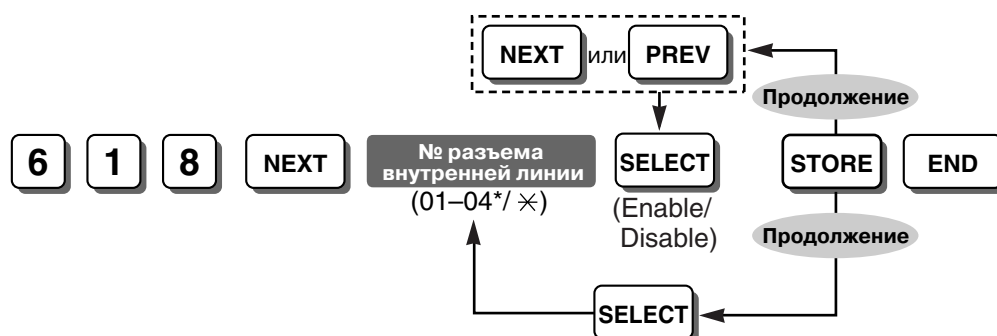 NEXT или PREV
Продолжение
6 1 8 NEXT № разъема внутренней линии SELECT STORE END
(01–04*/ ✳)
(Enable/
Disable)
Продолжение
SELECT